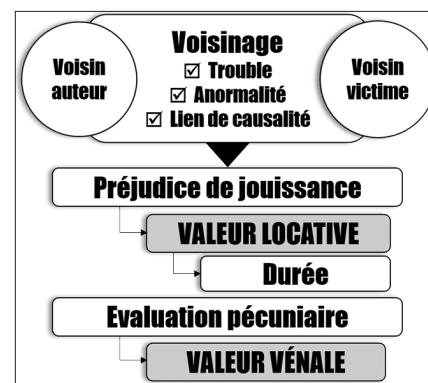 Voisinage
Voisin
auteur
☑ Trouble
☑ Anormalité
☑ Lien de causalité
Voisin
victime
Préjudice de jouissance
VALEUR LOCATIVE
Durée
Evaluation pécuniaire
VALEUR VÉNALE